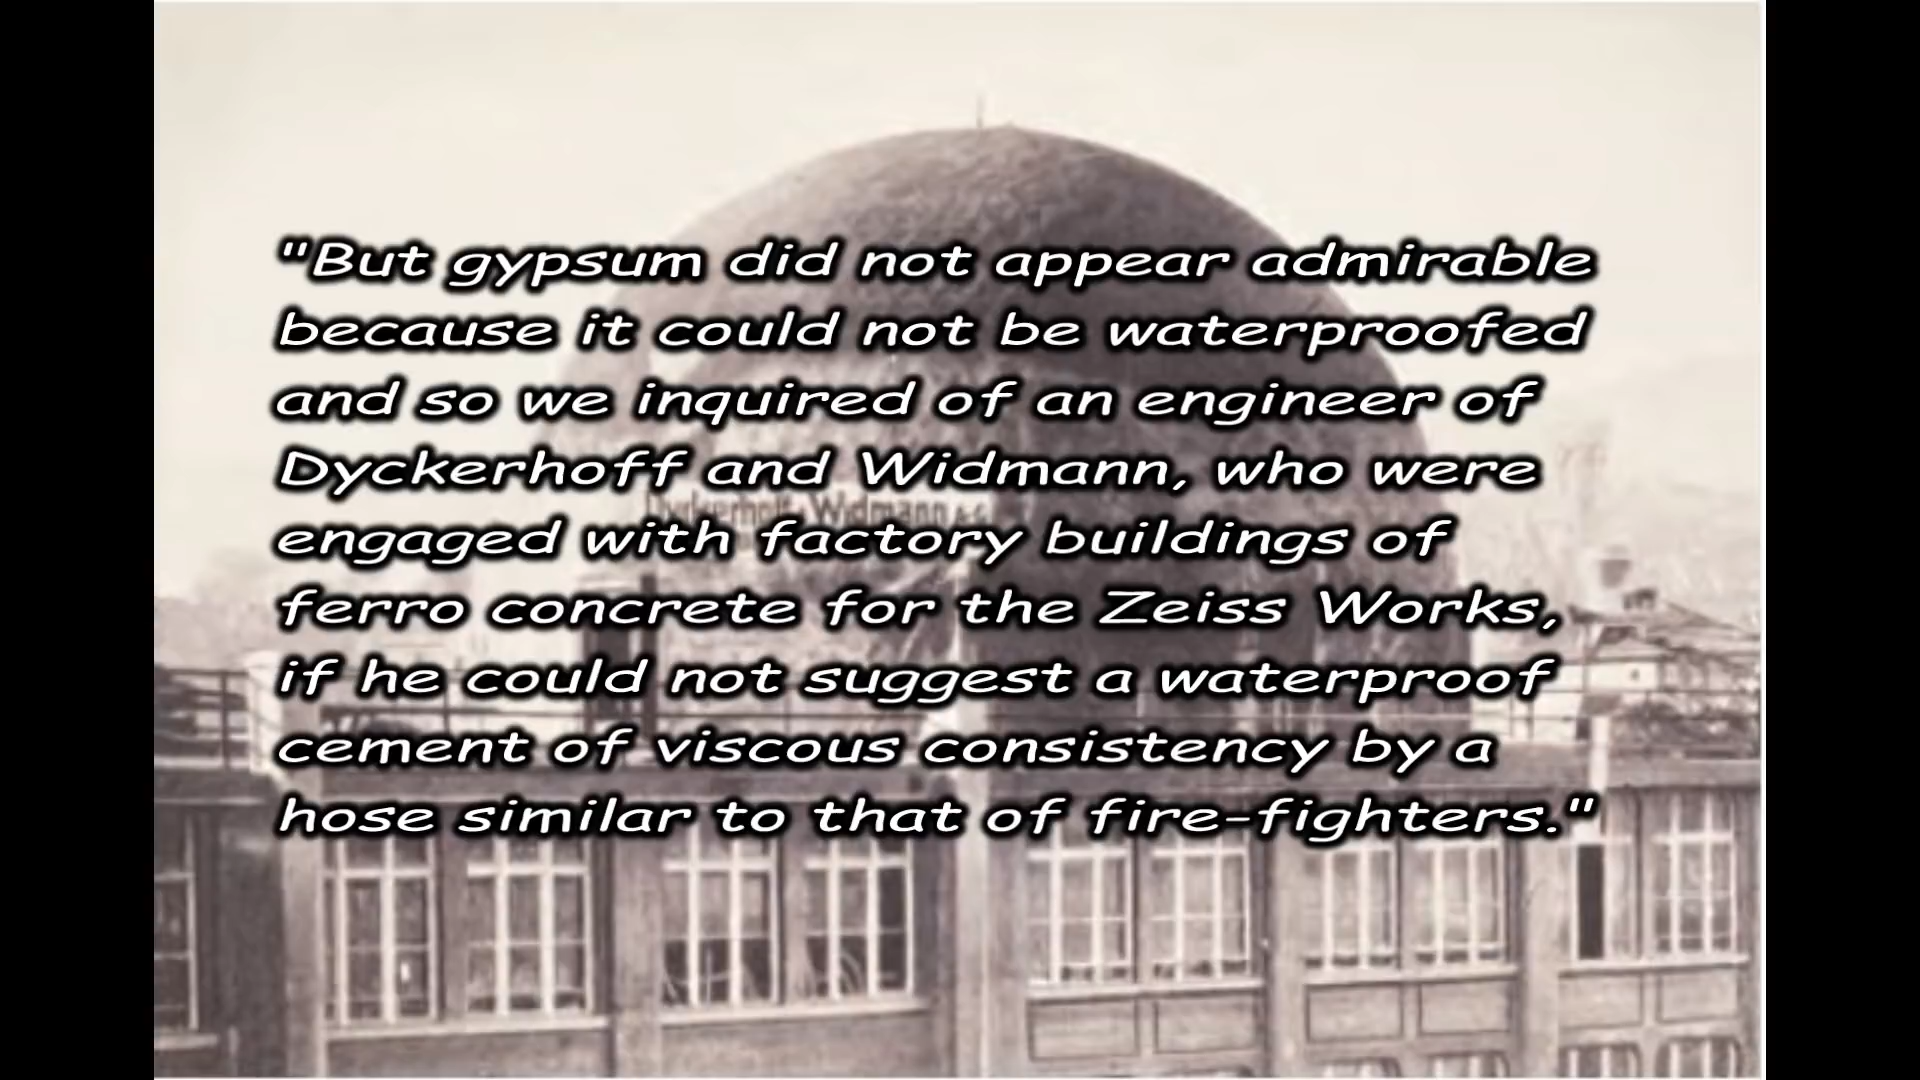 "But gypsum did not appear admirable
because it could not be waterproofed
and so we inquired of an engineer of
Dyckerhoff and Widmann, who were
Dyckerhoff & Widmann A.G.
engaged with factory buildings of
ferro concrete for the Zeiss Works,
if he could not suggest a waterproof
cement of viscous consistency by a
hose similar to that of fire-fighters."